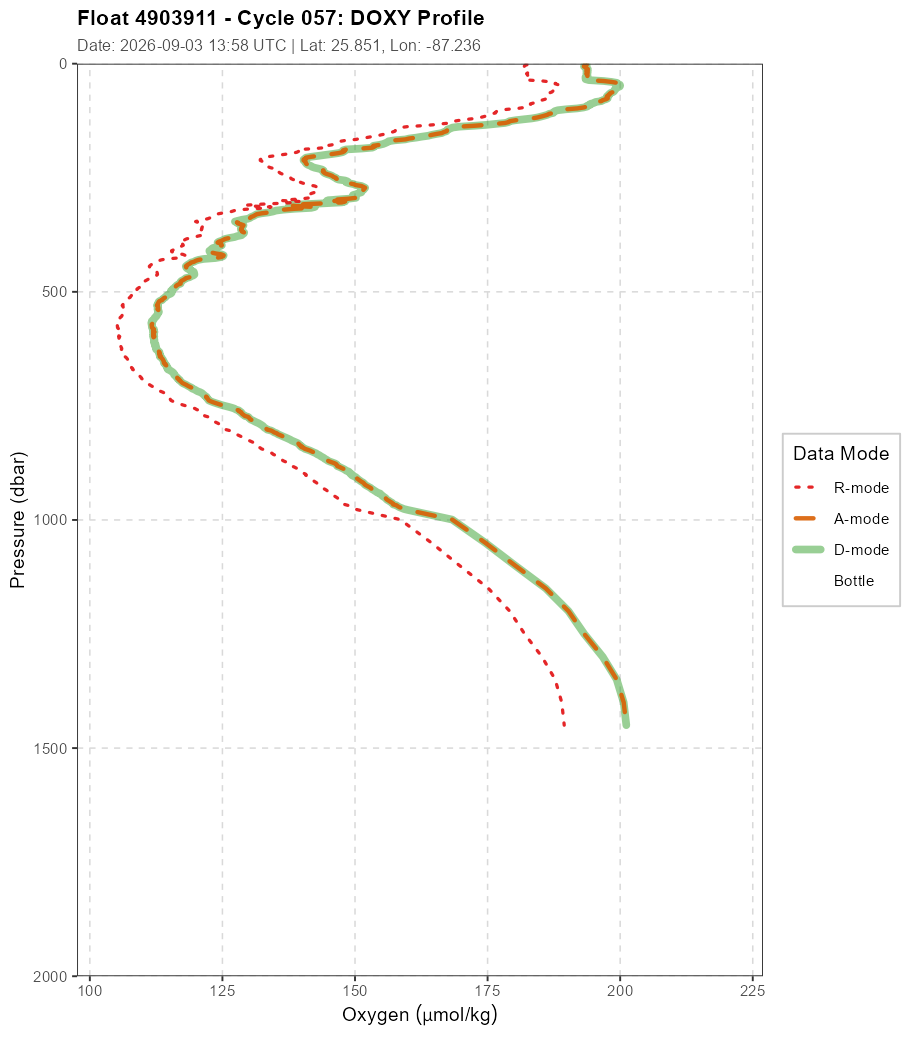 Float 4903911 - Cycle 057: DOXY Profile
Date: 2026-09-03 13:58 UTC | Lat: 25.851, Lon: -87.236
0
500
1000
1500
2000
Pressure (dbar)
100 125 150 175 200 225
Oxygen (μmol/kg)
Data Mode
R-mode
A-mode
D-mode
Bottle